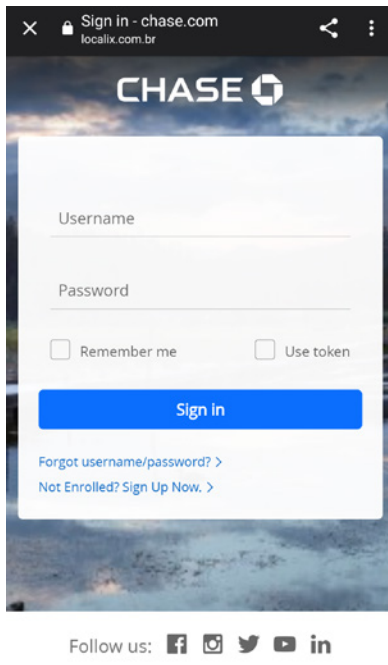 Sign in - chase.com
localix.com.br
CHASE
Username
Password
Remember me
Use token
Sign in
Forgot username/password? >
Not Enrolled? Sign Up Now. >
Follow us: